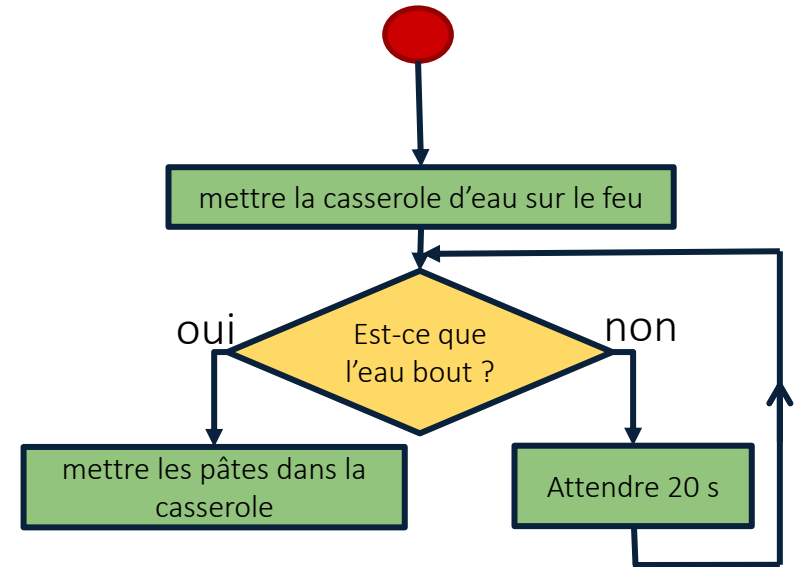 mettre la casserole d’eau sur le feu
oui
Est-ce que
l’eau bout ?
non
mettre les pâtes dans la
casserole
Attendre 20 s